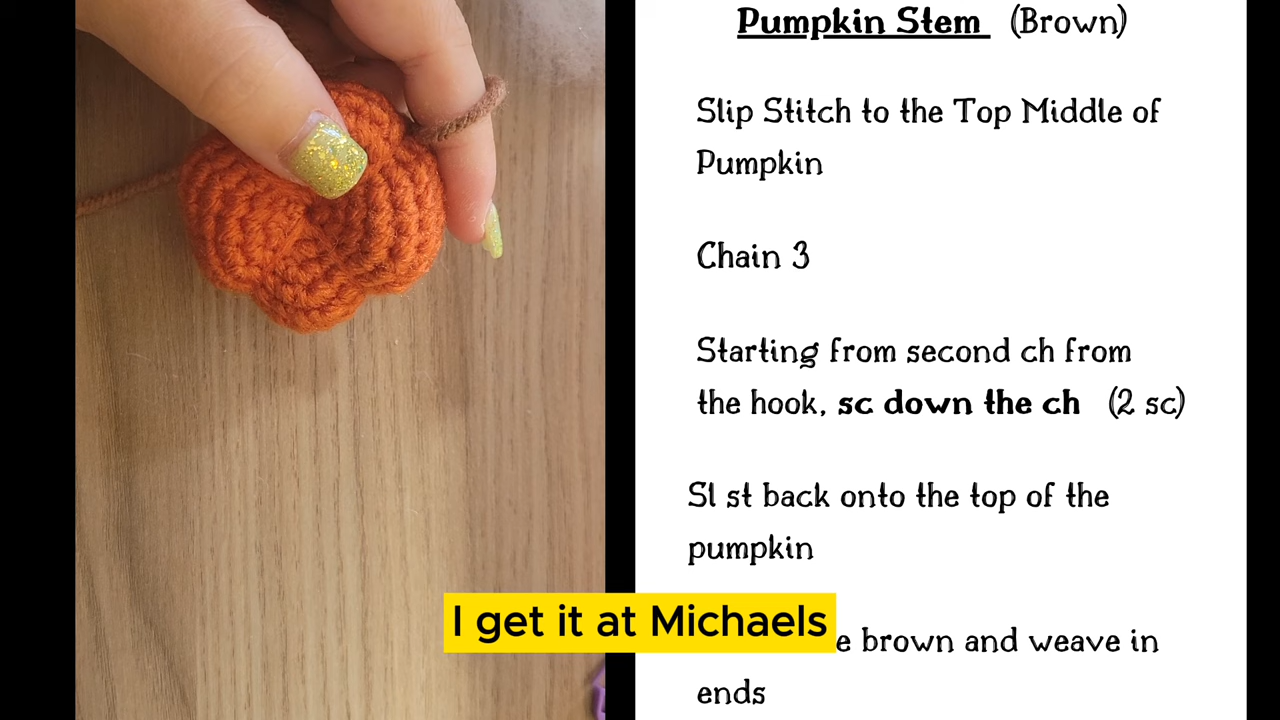 Pumpkin Stem (Brown)
Slip Stitch to the Top Middle of
Pumpkin
Chain 3
Starting from second ch from
the hook, sc down the ch (2 sc)
Sl st back onto the top of the
pumpkin
I get it at Michaels
brown and weave in
ends